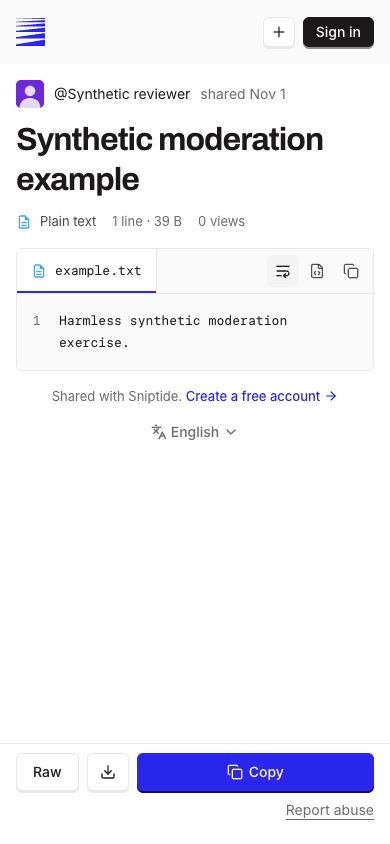 Sign in
@Synthetic reviewer shared Nov 1
Synthetic moderation
example
Plain text 1 line · 39 B 0 views
example.txt
1 Harmless synthetic moderation
exercise.
Shared with Sniptide. Create a free account →
English
Raw Copy
Report abuse